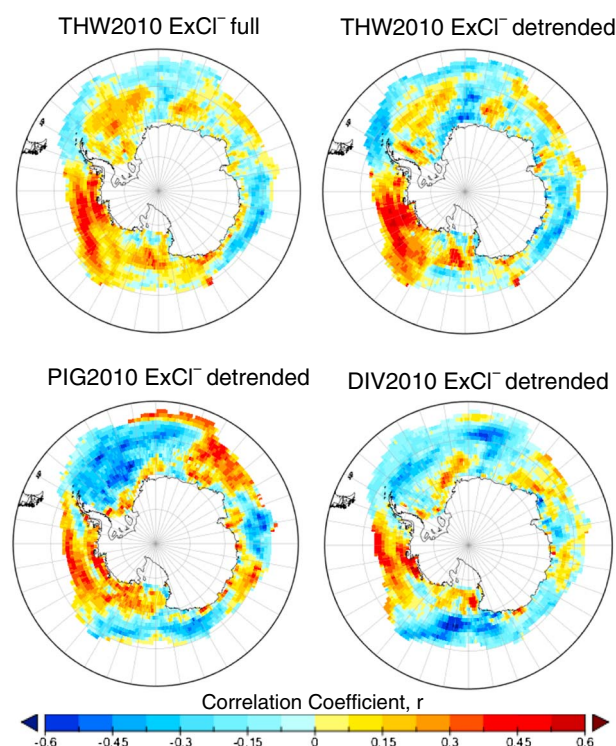 THW2010 ExCl⁻ full
THW2010 ExCl⁻ detrended
PIG2010 ExCl⁻ detrended
DIV2010 ExCl⁻ detrended
Correlation Coefficient, r
-0.6 -0.45 -0.3 -0.15 0 0.15 0.3 0.45 0.6